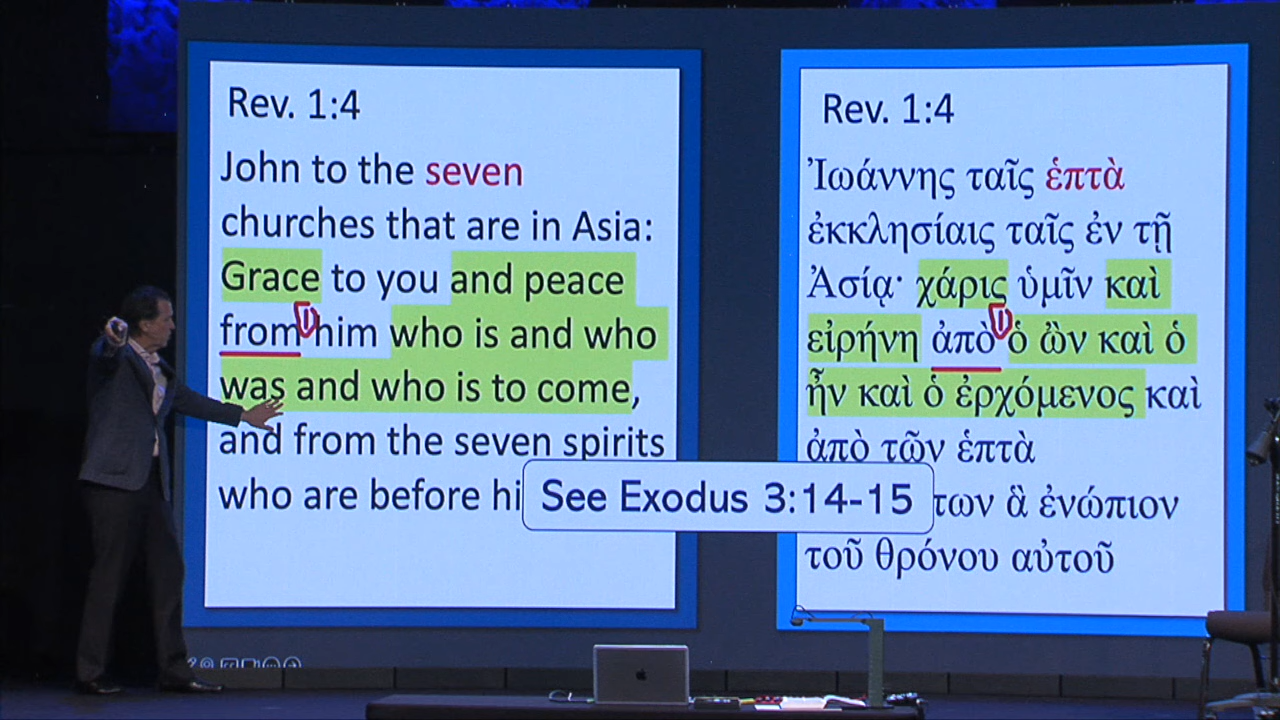 Rev. 1:4
John to the seven
churches that are in Asia:
Grace to you and peace
from him who is and who
was and who is to come,
and from the seven spirits
who are before hi
Rev. 1:4
Ἰωάννης ταῖς ἑπτὰ
ἐκκλησίαις ταῖς ἐν τῇ
Ἀσίᾳ· χάρις ὑμῖν καὶ
εἰρήνη ἀπὸ ὁ ὢν καὶ ὁ
ἦν καὶ ὁ ἐρχόμενος καὶ
ἀπὸ τῶν ἑπτὰ
των ἃ ἐνώπιον
τοῦ θρόνου αὐτοῦ
See Exodus 3:14-15